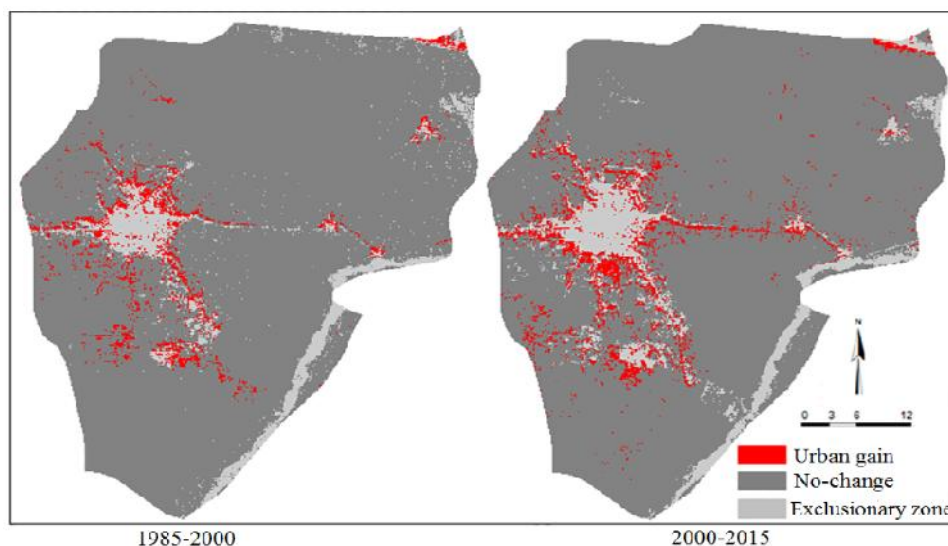 N
0 3 6 12
Urban gain
No-change
Exclusionary zone
1985-2000 2000-2015